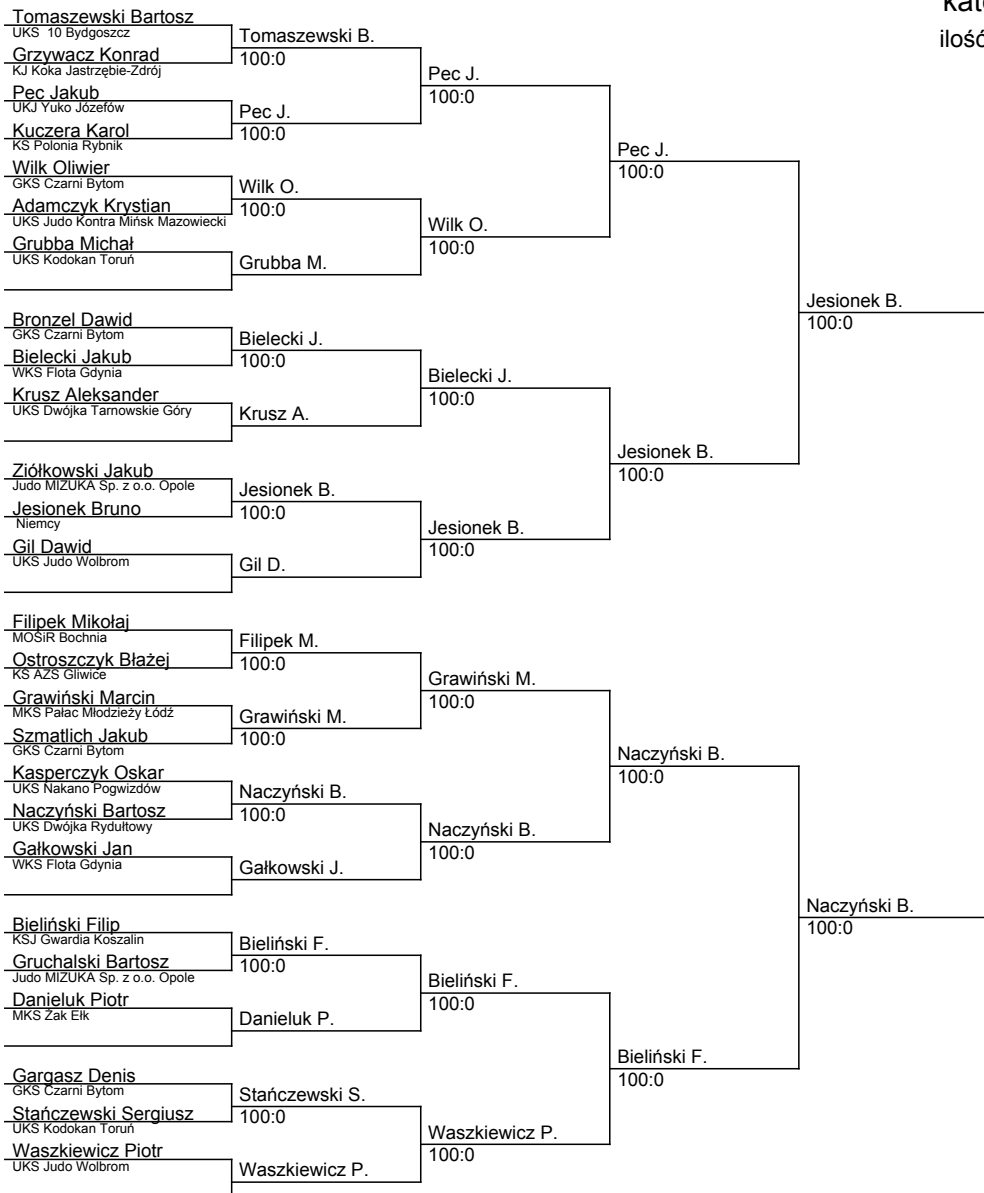 Tomaszewski Bartosz
UKS 10 Bydgoszcz
Grzywacz Konrad
KJ Koka Jastrzębie-Zdrój
Pec Jakub
UKJ Yuko Józefów
Kuczera Karol
KS Polonia Rybnik
Wilk Oliwier
GKS Czarni Bytom
Adamczyk Krystian
UKS Judo Kontra Mińsk Mazowiecki
Grubba Michał
UKS Kodokan Toruń
Bronzel Dawid
GKS Czarni Bytom
Bielecki Jakub
WKS Flota Gdynia
Krusz Aleksander
UKS Dwójka Tarnowskie Góry
Ziółkowski Jakub
Judo MIZUKA Sp. z o.o. Opole
Jesionek Bruno
Niemcy
Gil Dawid
UKS Judo Wolbrom
Filipek Mikołaj
MOSiR Bochnia
Ostroszczyk Błażej
KS AZS Gliwice
Grawiński Marcin
MKS Pałac Młodzieży Łódź
Szmatlich Jakub
GKS Czarni Bytom
Kasperczyk Oskar
UKS Nakano Pogwizdów
Naczyński Bartosz
UKS Dwójka Rydułtowy
Gałkowski Jan
WKS Flota Gdynia
Bieliński Filip
KSJ Gwardia Koszalin
Gruchalski Bartosz
Judo MIZUKA Sp. z o.o. Opole
Danieluk Piotr
MKS Żak Ełk
Gargasz Denis
GKS Czarni Bytom
Stańczewski Sergiusz
UKS Kodokan Toruń
Waszkiewicz Piotr
UKS Judo Wolbrom
Tomaszewski B.
100:0
Pec J.
100:0
Wilk O.
100:0
Grubba M.
Bielecki J.
100:0
Krusz A.
Jesionek B.
100:0
Gil D.
Filipek M.
100:0
Grawiński M.
100:0
Naczyński B.
100:0
Gałkowski J.
Bieliński F.
100:0
Danieluk P.
Stańczewski S.
100:0
Waszkiewicz P.
Pec J.
100:0
Wilk O.
100:0
Bielecki J.
100:0
Jesionek B.
100:0
Grawiński M.
100:0
Naczyński B.
100:0
Bieliński F.
100:0
Waszkiewicz P.
100:0
Pec J.
100:0
Jesionek B.
100:0
Naczyński B.
100:0
Bieliński F.
100:0
Jesionek B.
100:0
Naczyński B.
100:0
ilość